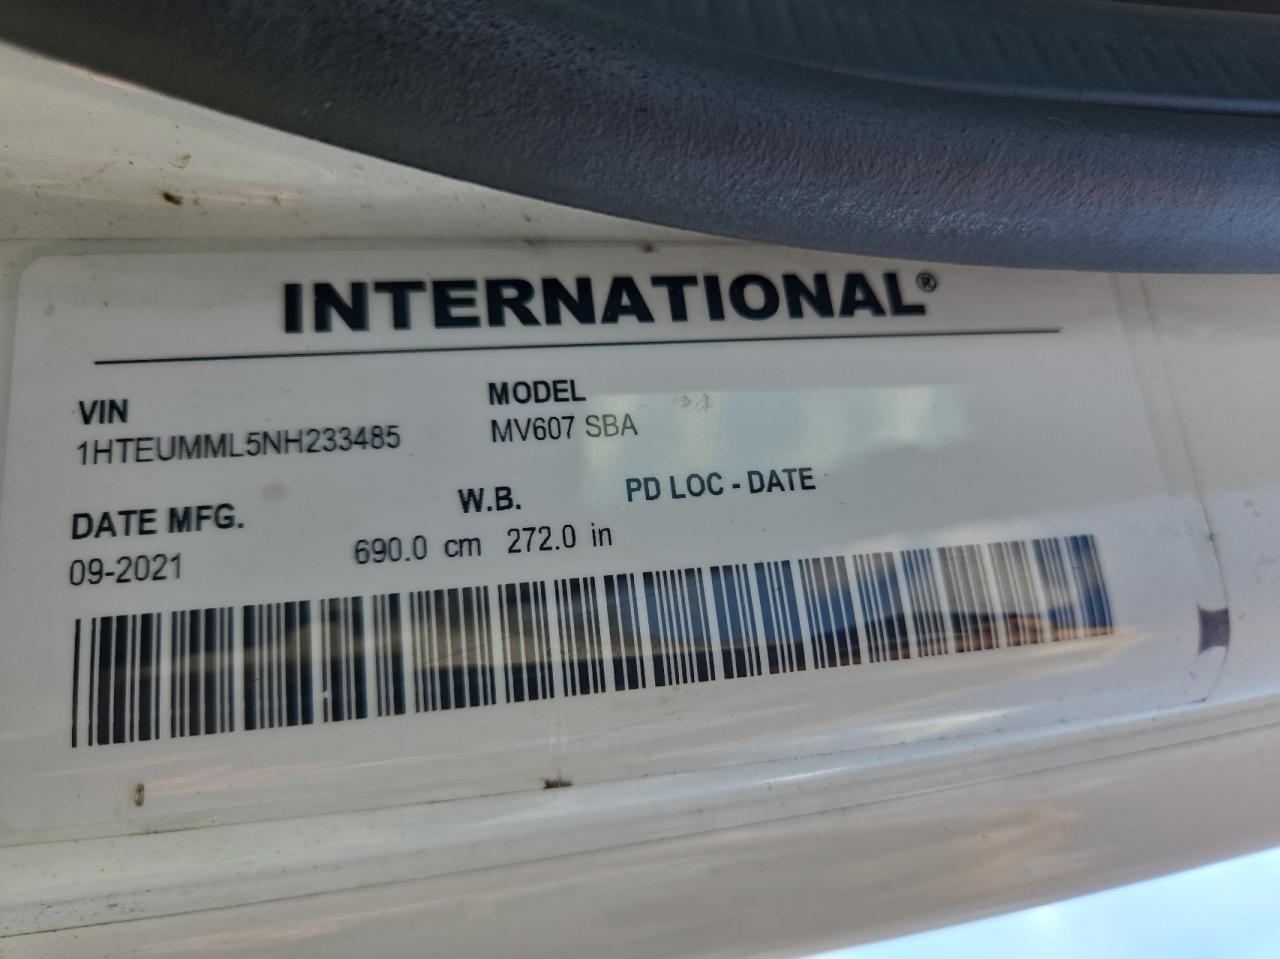 INTERNATIONAL®
VIN
1HTEUMML5NH233485
MODEL
MV607 SBA
DATE MFG.
09-2021
W.B.
690.0 cm 272.0 in
PD LOC - DATE